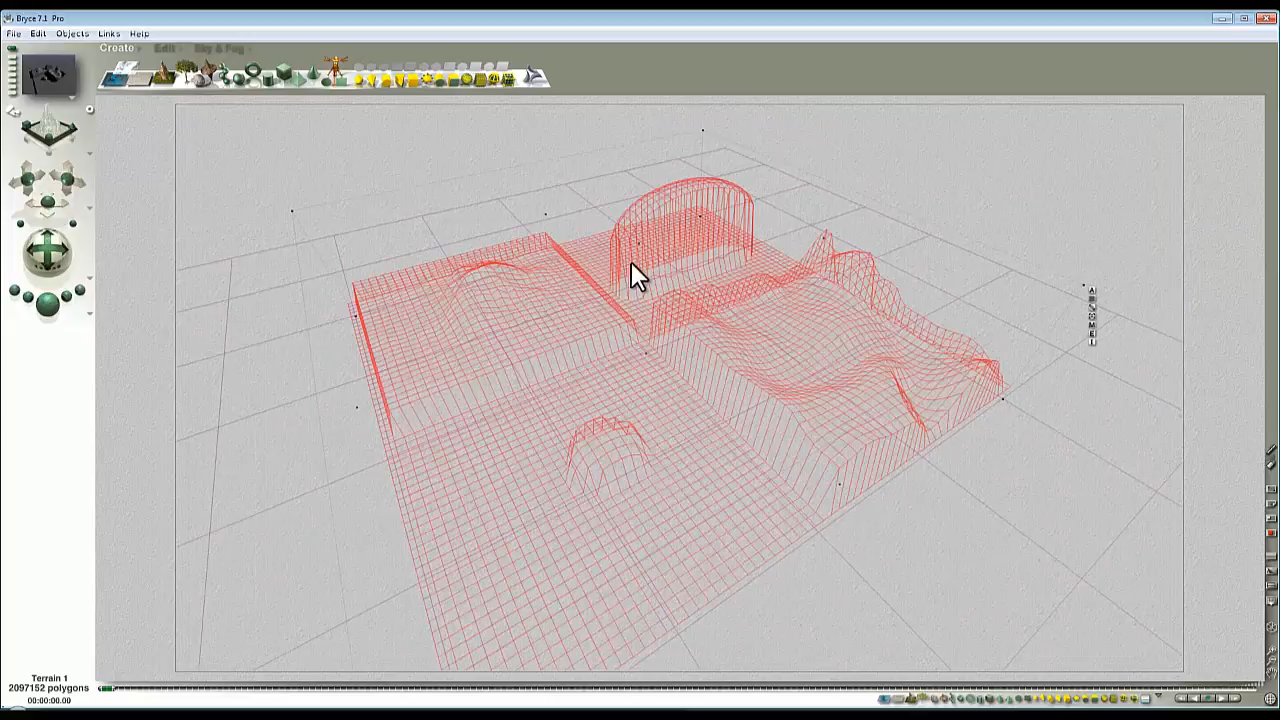 Bryce 7.1 Pro
File Edit Objects Links Help
Create Edit Sky & Fog
A
M
E
Terrain 1
2097152 polygons
00:00:00.00